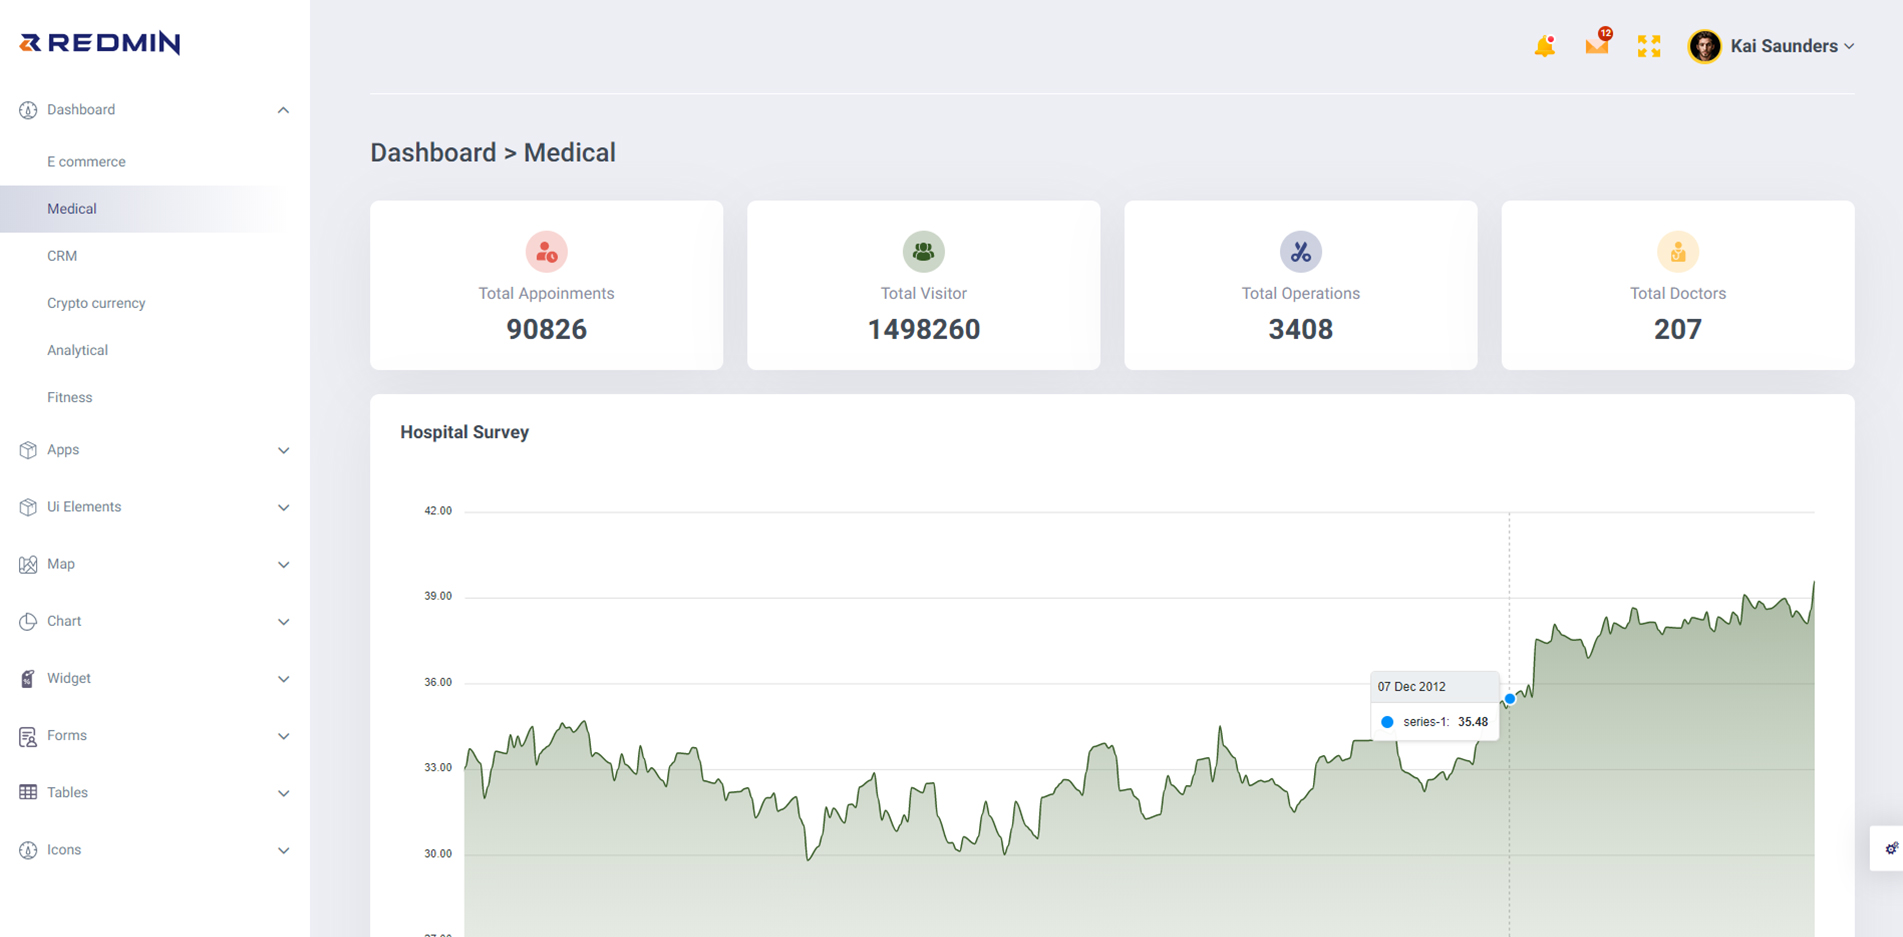 REDMIN
12
Kai Saunders
Dashboard
E commerce
Medical
CRM
Crypto currency
Analytical
Fitness
Apps
Ui Elements
Map
Chart
Widget
Forms
Tables
Icons
Dashboard > Medical
Total Appoinments
90826
Total Visitor
1498260
Total Operations
3408
Total Doctors
207
Hospital Survey
42.00
39.00
36.00
33.00
30.00
07 Dec 2012
series-1: 35.48